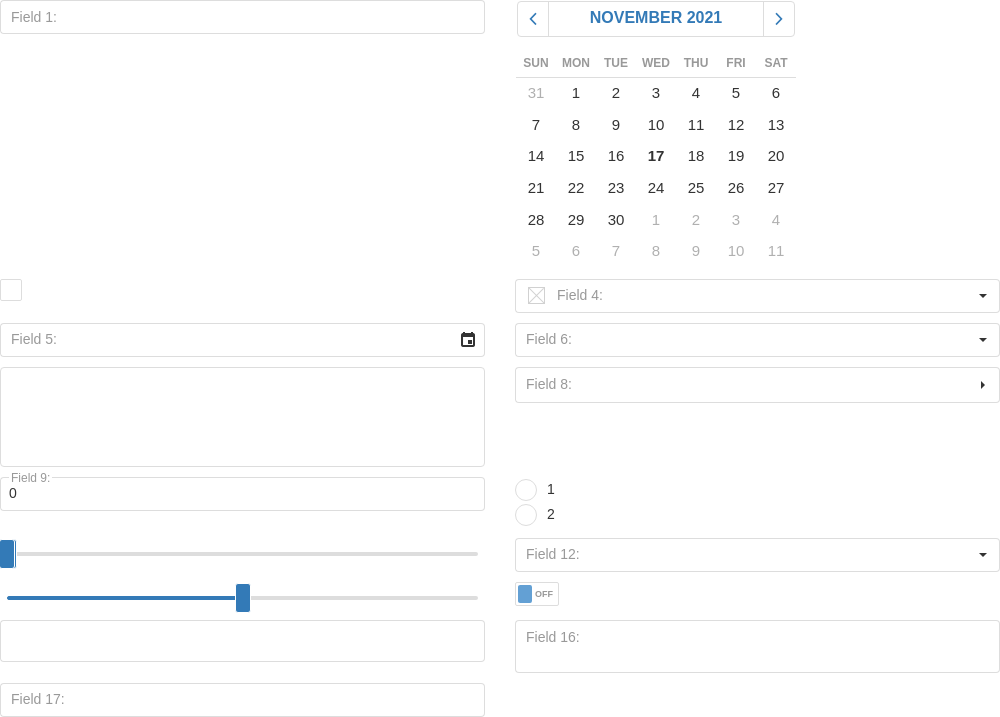 Field 1:
NOVEMBER 2021
SUN MON TUE WED THU FRI SAT
31 1 2 3 4 5 6
7 8 9 10 11 12 13
14 15 16 17 18 19 20
21 22 23 24 25 26 27
28 29 30 1 2 3 4
5 6 7 8 9 10 11
Field 4:
Field 5:
Field 6:
Field 8:
Field 9:
0
1
2
Field 12:
OFF
Field 16:
Field 17: